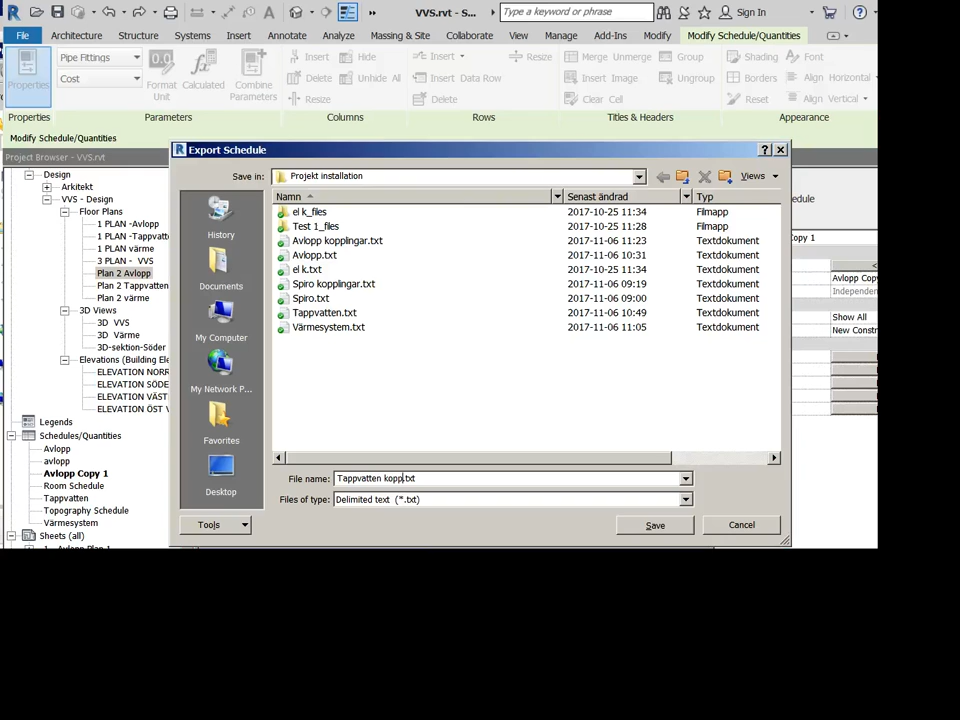 VVS.rvt - S...
Type a keyword or phrase
Sign In
File
Architecture
Structure
Systems
Insert
Annotate
Analyze
Massing & Site
Collaborate
View
Manage
Add-Ins
Modify
Modify Schedule/Quantities
Properties
Pipe Fittings
Cost
Format
Unit
Calculated
Combine
Parameters
Insert
Delete
Resize
Hide
Unhide All
Insert
Insert Data Row
Delete
Resize
Merge Unmerge
Insert Image
Clear Cell
Group
Ungroup
Shading
Borders
Reset
Font
Align Horizontal
Align Vertical
Properties
Parameters
Columns
Rows
Titles & Headers
Appearance
Modify Schedule/Quantities
Project Browser - VVS.rvt
Design
Arkitekt
VVS - Design
Floor Plans
1 PLAN -Avlopp
1 PLAN -Tappvatt
1 PLAN värme
3 PLAN - VVS
Plan 2 Avlopp
Plan 2 Tappvatten
Plan 2 värme
3D Views
3D VVS
3D Värme
3D-sektion-Söder
Elevations (Building Ele
ELEVATION NORR
ELEVATION SÖDE
ELEVATION VÄST
ELEVATION ÖST V
Legends
Schedules/Quantities
Avlopp
avlopp
Avlopp Copy 1
Room Schedule
Tappvatten
Topography Schedule
Värmesystem
Sheets (all)
Export Schedule
Save in:
Projekt installation
Views
Namn
Senast ändrad
Typ
el k_files 2017-10-25 11:34 Filmapp
Test 1_files 2017-10-25 11:28 Filmapp
Avlopp kopplingar.txt 2017-11-06 11:23 Textdokument
Avlopp.txt 2017-11-06 10:31 Textdokument
el k.txt 2017-10-25 11:34 Textdokument
Spiro kopplingar.txt 2017-11-06 09:19 Textdokument
Spiro.txt 2017-11-06 09:00 Textdokument
Tappvatten.txt 2017-11-06 10:49 Textdokument
Värmesystem.txt 2017-11-06 11:05 Textdokument
History
Documents
My Computer
My Network P...
Favorites
Desktop
File name: Tappvatten kopp.txt
Files of type: Delimited text (*.txt)
Tools
Save
Cancel
edule
opy 1
Avlopp Cop
Independen
Show All
New Constr